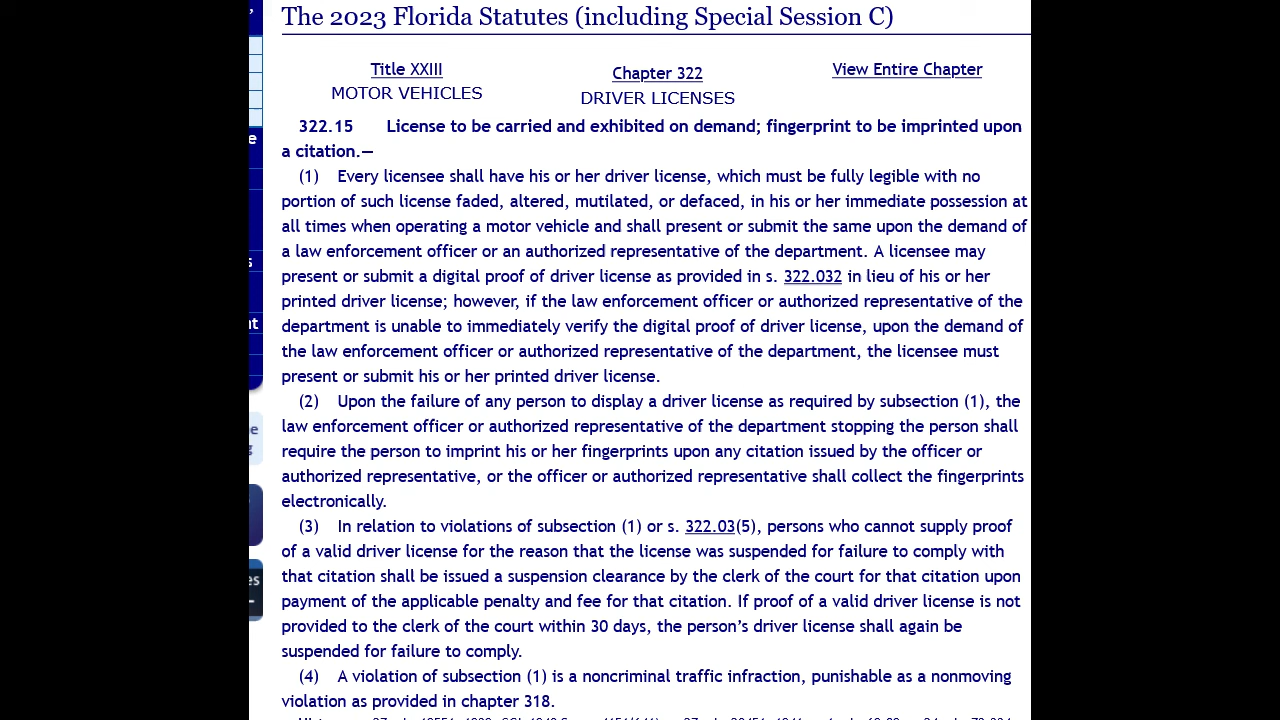 The 2023 Florida Statutes (including Special Session C)
Title XXIII
MOTOR VEHICLES
Chapter 322
DRIVER LICENSES
View Entire Chapter
322.15 License to be carried and exhibited on demand; fingerprint to be imprinted upon
a citation.—
(1) Every licensee shall have his or her driver license, which must be fully legible with no
portion of such license faded, altered, mutilated, or defaced, in his or her immediate possession at
all times when operating a motor vehicle and shall present or submit the same upon the demand of
a law enforcement officer or an authorized representative of the department. A licensee may
present or submit a digital proof of driver license as provided in s. 322.032 in lieu of his or her
printed driver license; however, if the law enforcement officer or authorized representative of the
department is unable to immediately verify the digital proof of driver license, upon the demand of
the law enforcement officer or authorized representative of the department, the licensee must
present or submit his or her printed driver license.
(2) Upon the failure of any person to display a driver license as required by subsection (1), the
law enforcement officer or authorized representative of the department stopping the person shall
require the person to imprint his or her fingerprints upon any citation issued by the officer or
authorized representative, or the officer or authorized representative shall collect the fingerprints
electronically.
(3) In relation to violations of subsection (1) or s. 322.03(5), persons who cannot supply proof
of a valid driver license for the reason that the license was suspended for failure to comply with
that citation shall be issued a suspension clearance by the clerk of the court for that citation upon
payment of the applicable penalty and fee for that citation. If proof of a valid driver license is not
provided to the clerk of the court within 30 days, the person’s driver license shall again be
suspended for failure to comply.
(4) A violation of subsection (1) is a noncriminal traffic infraction, punishable as a nonmoving
violation as provided in chapter 318.